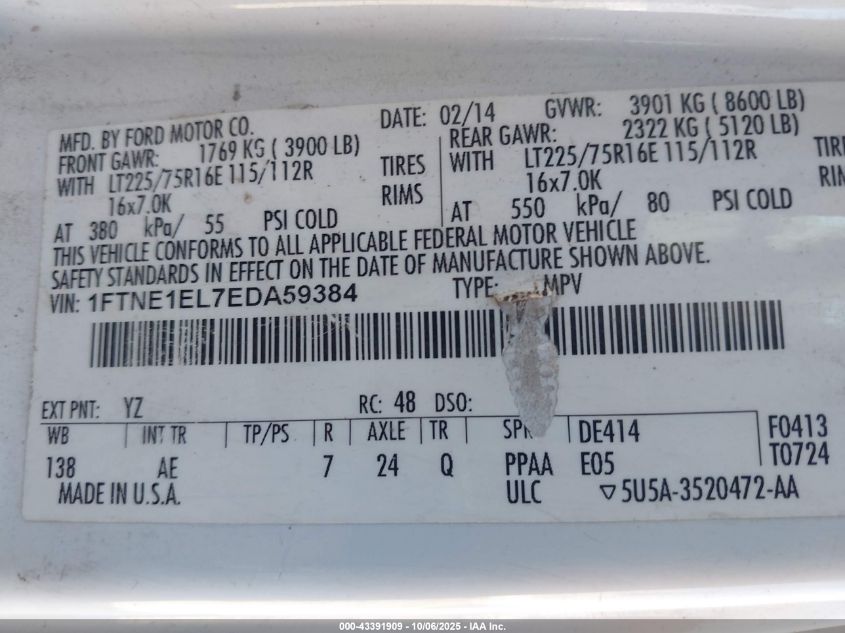 MFD. BY FORD MOTOR CO.
DATE: 02/14
GVWR: 3901 KG ( 8600 LB)
FRONT GAWR: 1769 KG ( 3900 LB)
REAR GAWR: 2322 KG ( 5120 LB)
WITH LT225/75R16E 115/112R TIRES
WITH LT225/75R16E 115/112R
16x7.0K RIMS
16x7.0K
AT 380 kPa/ 55 PSI COLD
AT 550 kPa/ 80 PSI COLD
THIS VEHICLE CONFORMS TO ALL APPLICABLE FEDERAL MOTOR VEHICLE
SAFETY STANDARDS IN EFFECT ON THE DATE OF MANUFACTURE SHOWN ABOVE.
VIN: 1FTNE1EL7EDA59384 TYPE: MPV
EXT PNT: YZ RC: 48 DSO:
WB INT TR TP/PS R AXLE TR DE414 F0413
138 AE 7 24 Q PPAA E05 T0724
MADE IN U.S.A. ULC 5U5A-3520472-AA
000-43391909 - 10/06/2025 - IAA Inc.